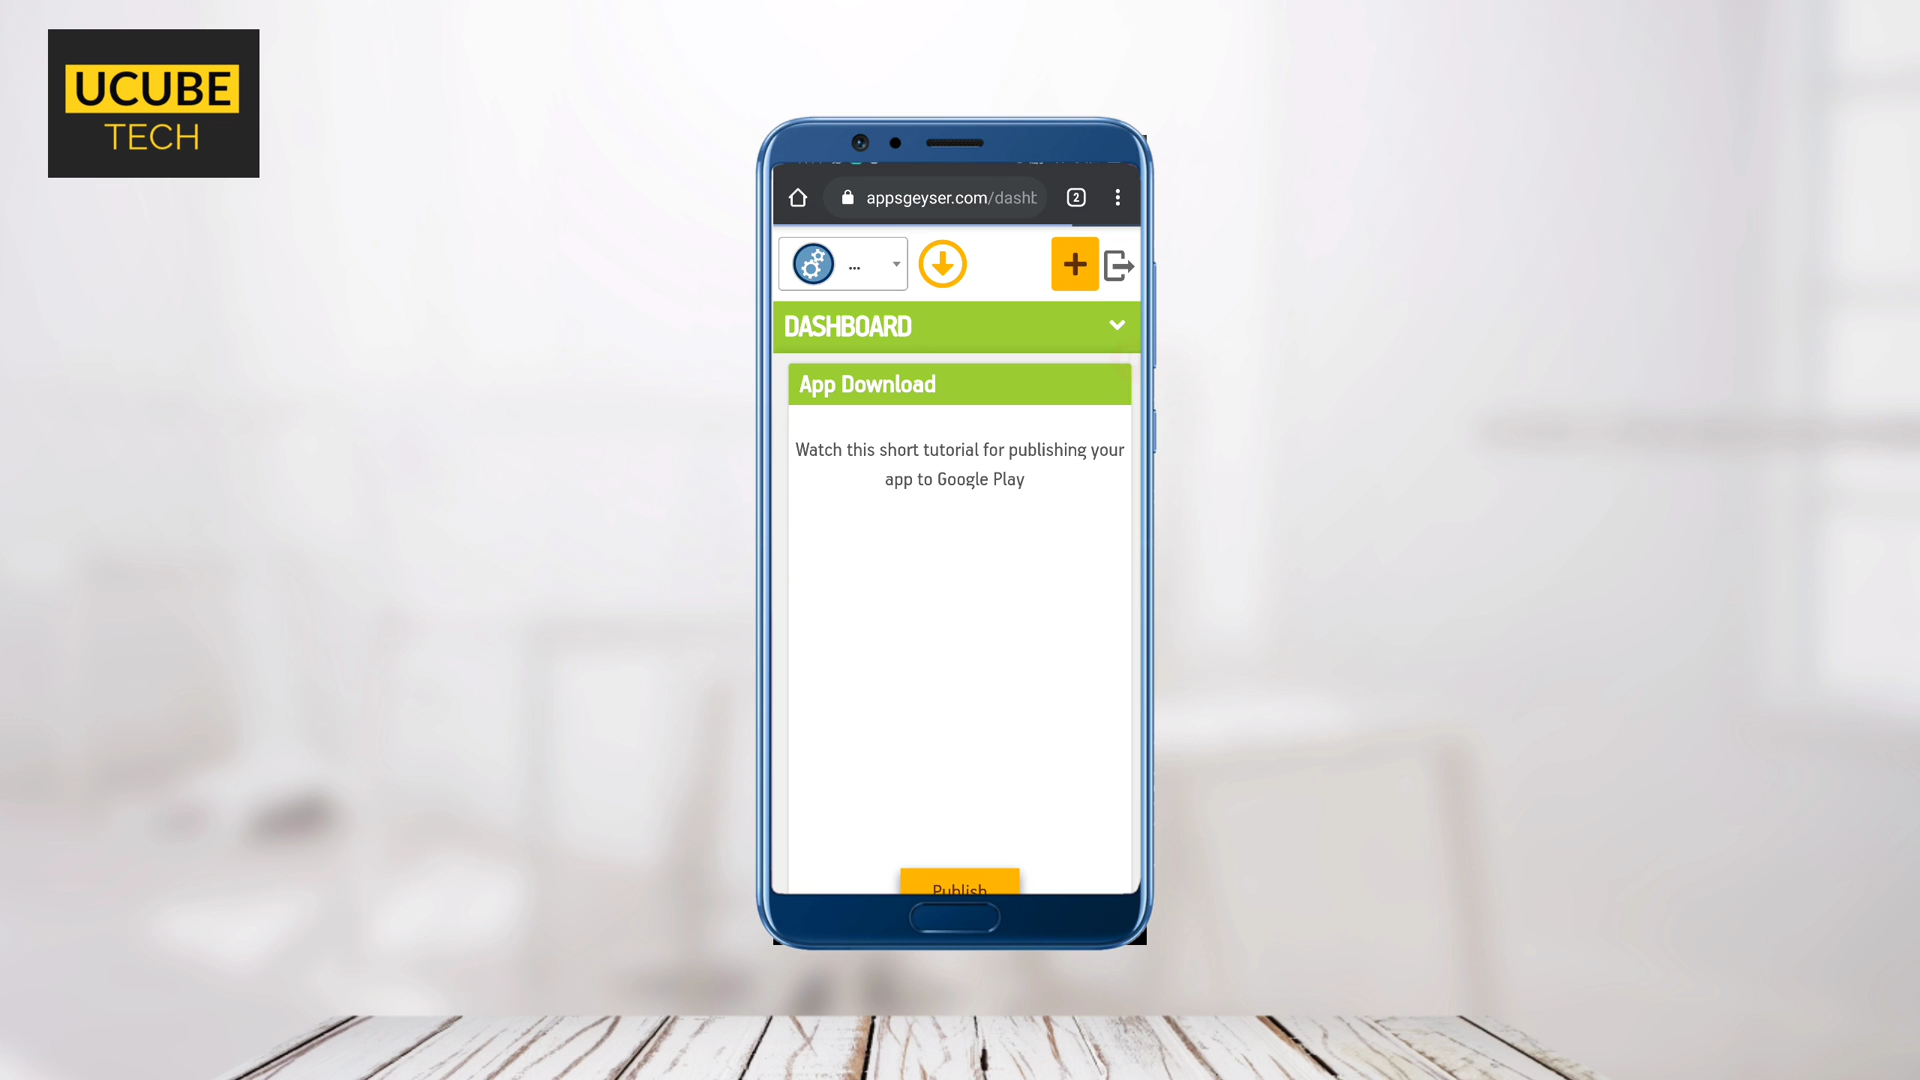 UCUBE
TECH
appsgeyser.com/dashb
2
...
DASHBOARD
App Download
Watch this short tutorial for publishing your
app to Google Play
Publish